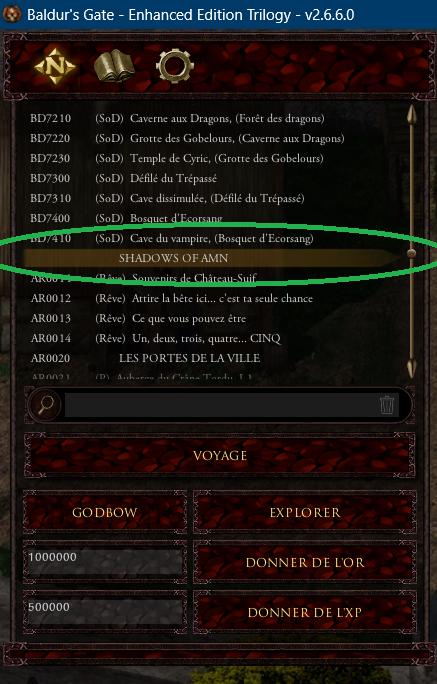 Baldur's Gate - Enhanced Edition Trilogy - v2.6.6.0
N
BD7210 (SoD) Caverne aux Dragons, (Forêt des dragons)
BD7220 (SoD) Grotte des Gobelours, (Caverne aux Dragons)
BD7230 (SoD) Temple de Cyric, (Grotte des Gobelours)
BD7300 (SoD) Défilé du Trépassé
BD7310 (SoD) Cave dissimulée, (Défilé du Trépassé)
BD7400 (SoD) Bosquet d'Ecorsang
BD7410 (SoD) Cave du vampire, (Bosquet d'Ecorsang)
SHADOWS OF AMN
AR0011 (Rêve) Souvenirs de Château-Suif
AR0012 (Rêve) Attire la bête ici... c'est ta seule chance
AR0013 (Rêve) Ce que vous pouvez être
AR0014 (Rêve) Un, deux, trois, quatre... CINQ
AR0020 LES PORTES DE LA VILLE
AR0021 (P) Auberge du Crâne Tordu, L1
VOYAGE
GODBOW EXPLORER
1000000 DONNER DE L'OR
500000 DONNER DE L'XP